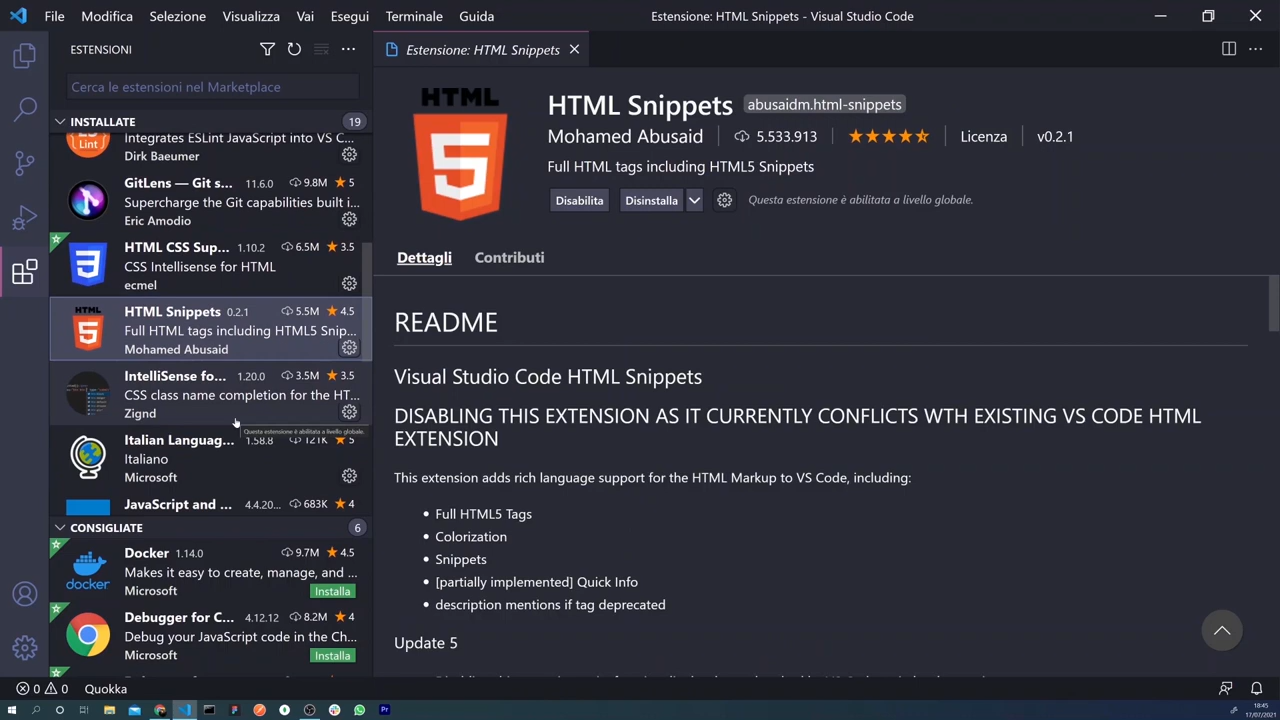 File Modifica Selezione Visualizza Vai Esegui Terminale Guida Estensione: HTML Snippets - Visual Studio Code
ESTENSIONI
Estensione: HTML Snippets
Cerca le estensioni nel Marketplace
INSTALLATE 19
Integrates ESLint JavaScript into VS C...
Dirk Baeumer
GitLens — Git s... 11.6.0 9.8M 5
Supercharge the Git capabilities built i...
Eric Amodio
HTML CSS Sup... 1.10.2 6.5M 3.5
CSS Intellisense for HTML
ecmel
HTML Snippets 0.2.1 5.5M 4.5
Full HTML tags including HTML5 Snip...
Mohamed Abusaid
IntelliSense fo... 1.20.0 3.5M 3.5
CSS class name completion for the HT...
Zignd
Questa estensione è abilitata a livello globale.
Italian Languag... 1.58.8 121K 5
Italiano
Microsoft
JavaScript and ... 4.4.20... 683K 4
CONSIGLIATE 6
Docker 1.14.0 9.7M 4.5
Makes it easy to create, manage, and ...
Microsoft Installa
Debugger for C... 4.12.12 8.2M 4
Debug your JavaScript code in the Ch...
Microsoft Installa
HTML
5
HTML Snippets abusaidm.html-snippets
Mohamed Abusaid 5.533.913 Licenza v0.2.1
Full HTML tags including HTML5 Snippets
Disabilita Disinstalla Questa estensione è abilitata a livello globale.
Dettagli Contributi
README
Visual Studio Code HTML Snippets
DISABLING THIS EXTENSION AS IT CURRENTLY CONFLICTS WTH EXISTING VS CODE HTML
EXTENSION
This extension adds rich language support for the HTML Markup to VS Code, including:
• Full HTML5 Tags
• Colorization
• Snippets
• [partially implemented] Quick Info
• description mentions if tag deprecated
Update 5
0 0 Quokka
18:45
17/07/2021